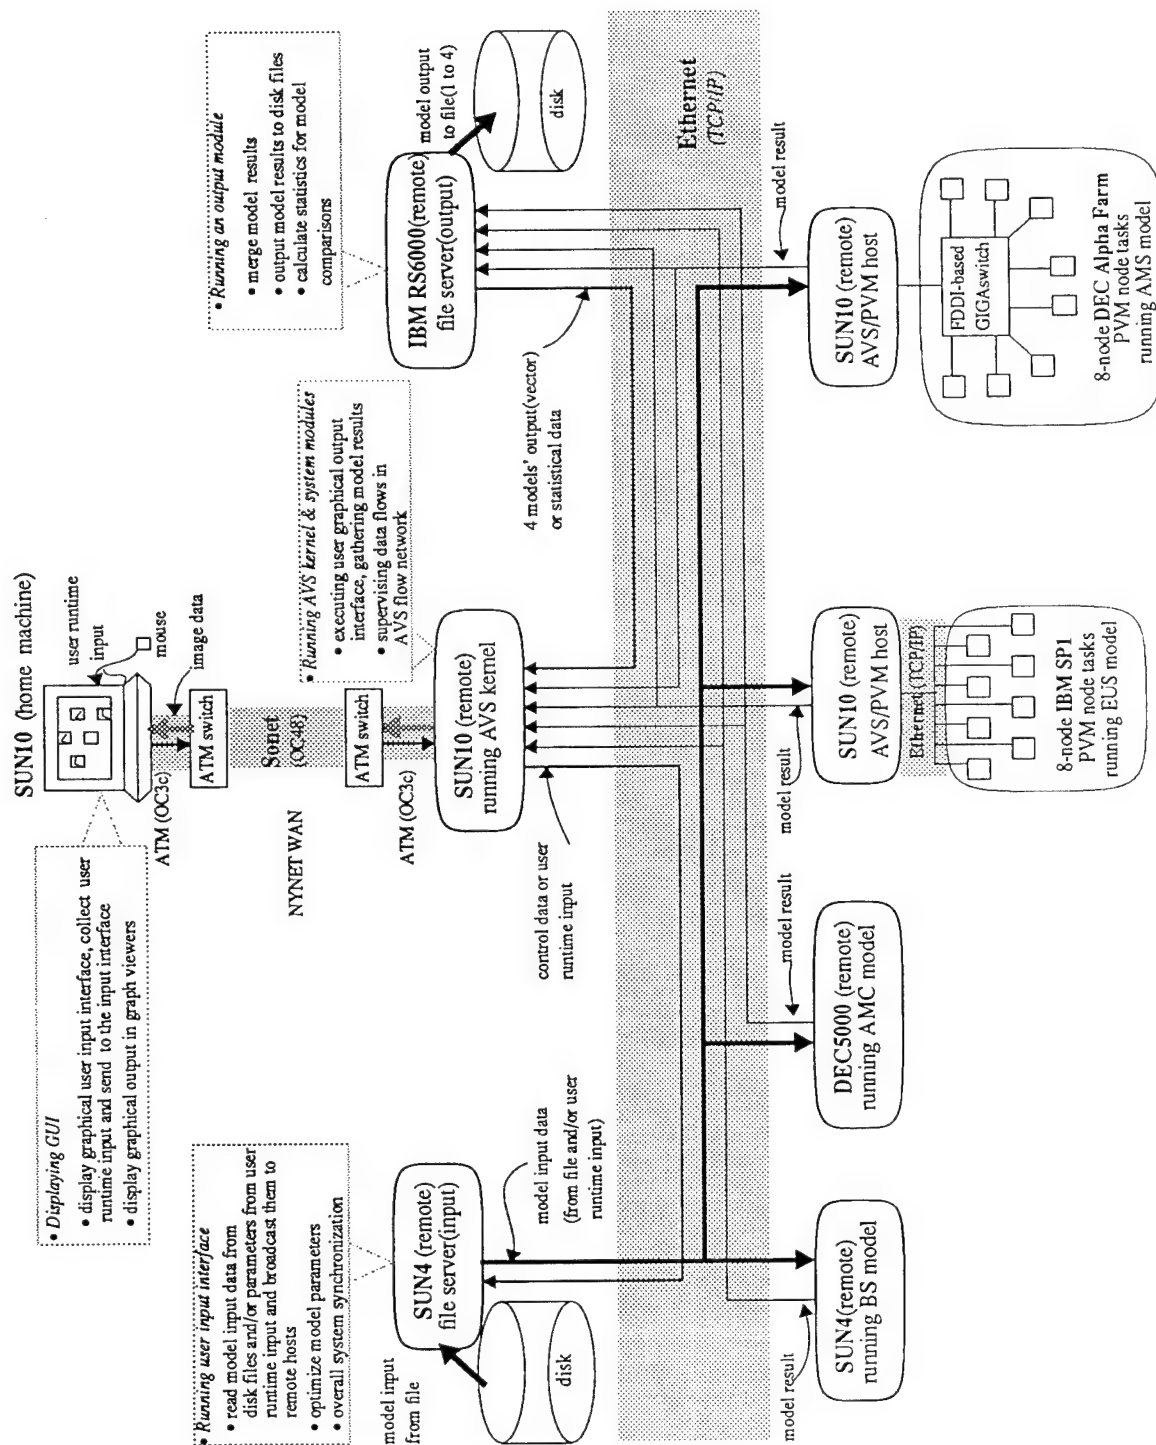 SUN10 (home machine)
user runtime
input
mouse
image data
• Displaying GUI
• display graphical user input interface, collect user
runtime input and send to the input interface
• display graphical output in graph viewers
ATM (OC3c)
ATM switch
Sonet
(OC48)
NYNET WAN
ATM switch
ATM (OC3c)
• Running user input interface
• read model input data from
disk files and/or parameters from user
runtime input and broadcast them to
remote hosts
• optimize model parameters
• overall system synchronization
• Running AVS kernel & system modules
• executing user graphical output
interface, gathering model results
• supervising data flows in
AVS flow network
• Running an output module
• merge model results
• output model results to disk files
• calculate statistics for model
comparisons
model input
from file
disk
SUN4 (remote)
file server(input)
SUN10 (remote)
running AVS kernel
IBM RS6000(remote)
file server(output)
model output
to file(1 to 4)
disk
model input data
(from file and/or user
runtime input)
control data or user
runtime input
4 models' output(vector)
or statistical data
Ethernet
(TCP/IP)
model result
SUN4(remote)
running BS model
model result
DEC5000 (remote)
running AMC model
model result
SUN10 (remote)
AVS/PVM host
Ethernet (TCP/IP)
8-node IBM SP1
PVM node tasks
running EUS model
model result
SUN10 (remote)
AVS/PVM host
FDDI-based
GIGAswitch
8-node DEC Alpha Farm
PVM node tasks
running AMS model